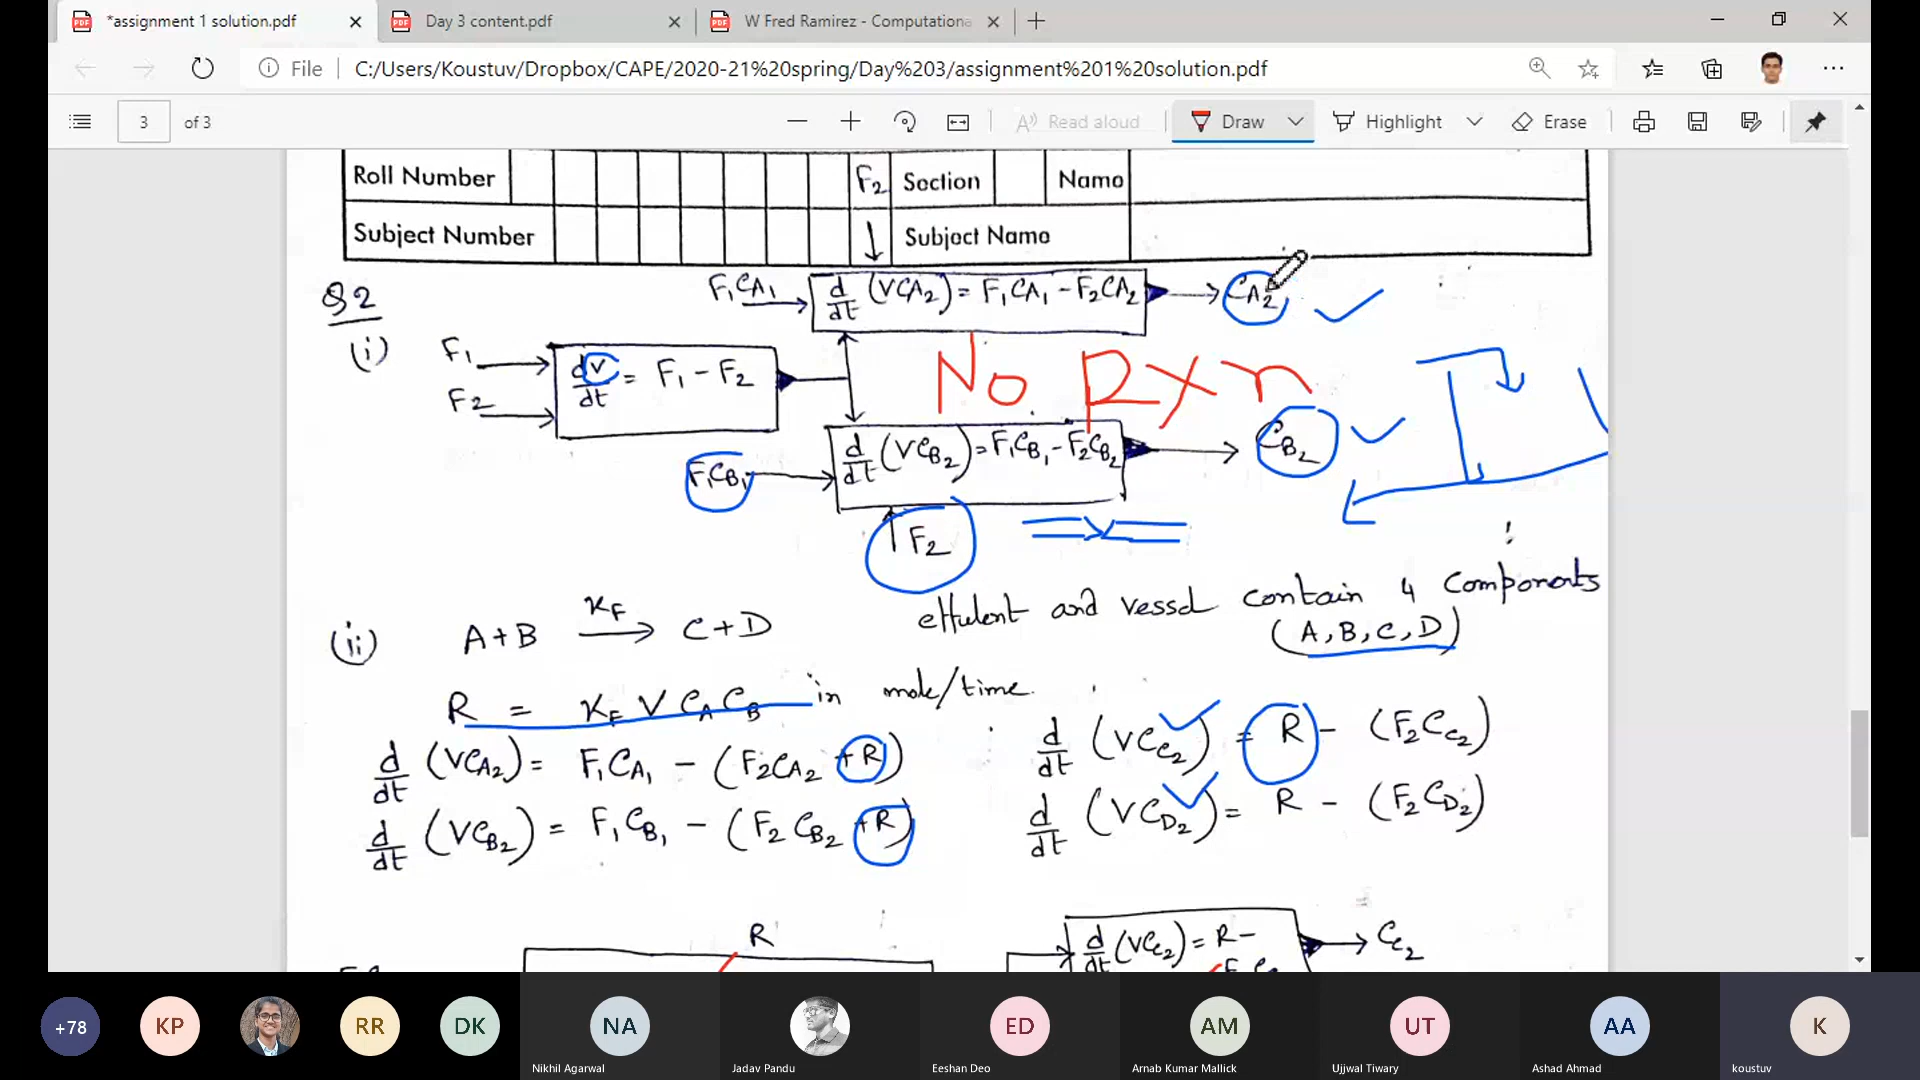 *assignment 1 solution.pdf
Day 3 content.pdf
W Fred Ramirez - Computationa
File
C:/Users/Koustuv/Dropbox/CAPE/2020-21%20spring/Day%203/assignment%201%20solution.pdf
3 of 3
Read aloud
Draw
Highlight
Erase
Roll Number F₂ Section Name
Subject Number ↓ Subject Name
Q2
F₁CA₁ → d/dt (VCA₂) = F₁CA₁ - F₂CA₂ → CA₂
(i)
F₁ →
F₂ →
dV/dt = F₁ - F₂
No Rxn
F₁CB₁ → d/dt (VCB₂) = F₁CB₁ - F₂CB₂ → CB₂
↑ F₂
effulent and vessel contain 4 components
(A, B, C, D)
(ii) A+B →KF C+D
R = KF V CA CB in mole/time.
d/dt (VCA₂) = F₁CA₁ - (F₂CA₂ + R)
d/dt (VCC₂) = R - (F₂CC₂)
d/dt (VCB₂) = F₁CB₁ - (F₂CB₂ + R)
d/dt (VCD₂) = R - (F₂CD₂)
R
d/dt (VCC₂) = R - → CC₂
+78
KP
RR
DK
NA
Nikhil Agarwal
Jadav Pandu
ED
Eeshan Deo
AM
Arnab Kumar Mallick
UT
Ujjwal Tiwary
AA
Ashad Ahmad
K
koustuv